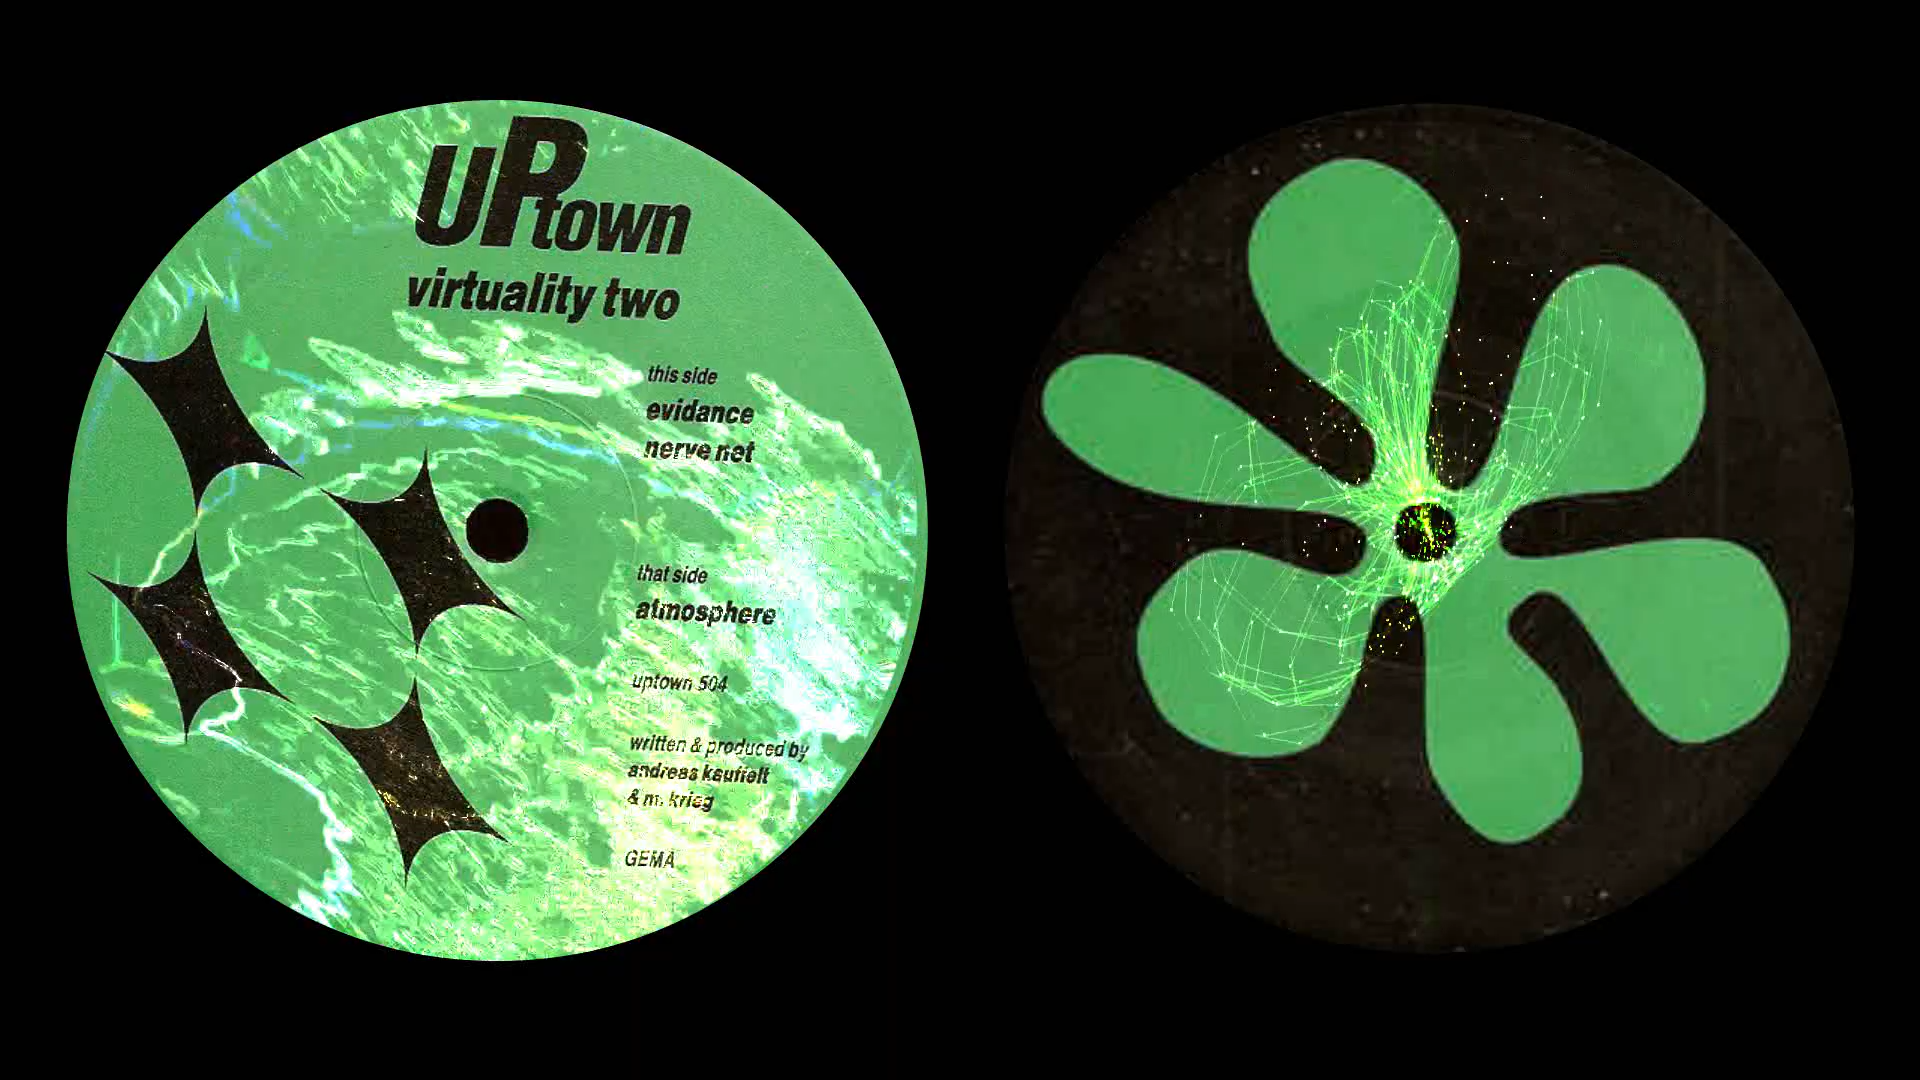 UPtown
virtuality two
this side
evidance
nerve net
that side
atmosphere
uptown 504
written & produced by
andreas kauffelt
& m. krieg
GEMA